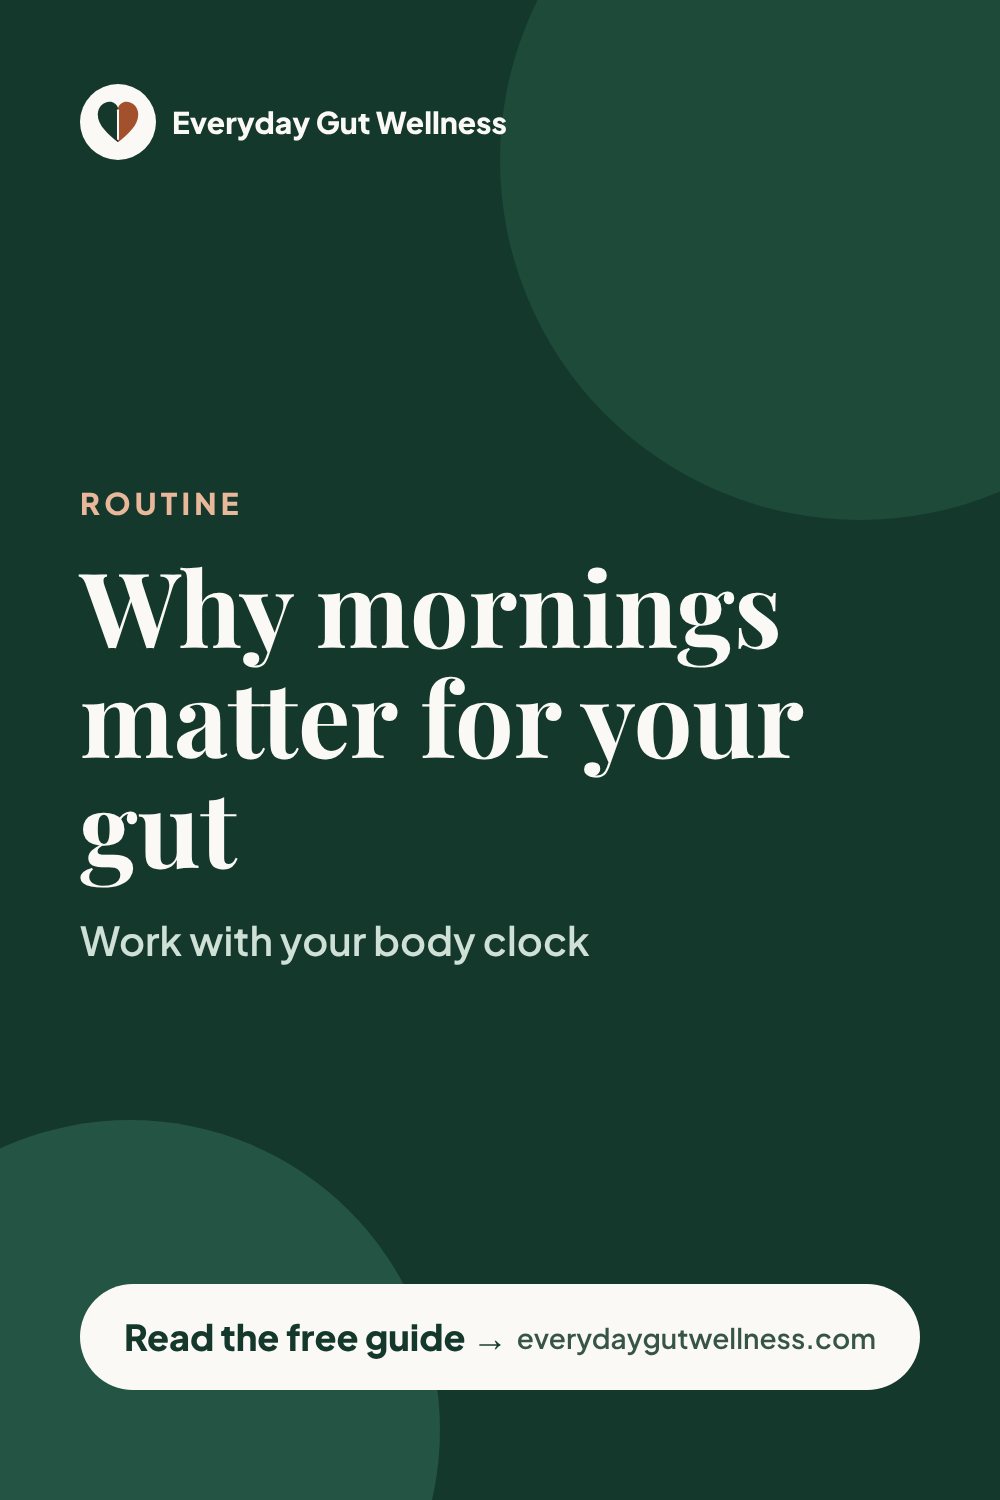 Everyday Gut Wellness
ROUTINE
Why mornings
matter for your
gut
Work with your body clock
Read the free guide → everydaygutwellness.com